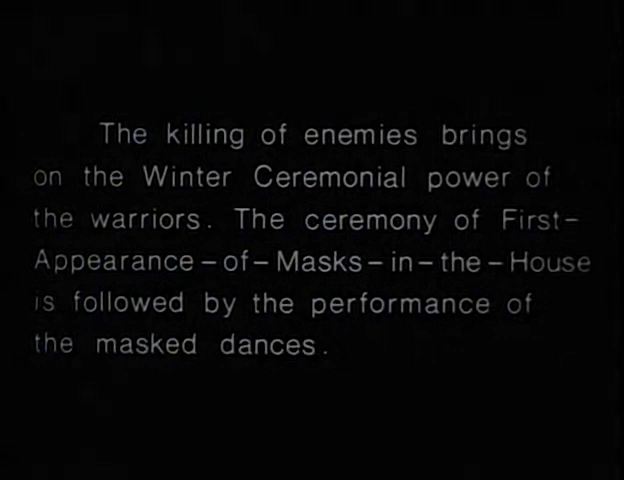 The killing of enemies brings
on the Winter Ceremonial power of
the warriors. The ceremony of First-
Appearance-of-Masks-in-the-House
is followed by the performance of
the masked dances.